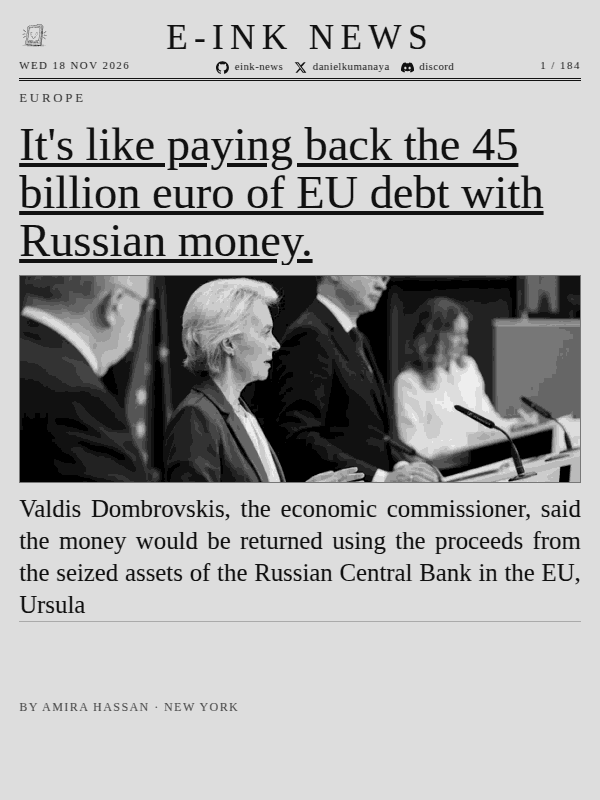 E-INK NEWS
WED 18 NOV 2026
eink-news danielkumanaya discord
1 / 184
EUROPE
It's like paying back the 45
billion euro of EU debt with
Russian money.
Valdis Dombrovskis, the economic commissioner, said
the money would be returned using the proceeds from
the seized assets of the Russian Central Bank in the EU,
Ursula
BY AMIRA HASSAN · NEW YORK